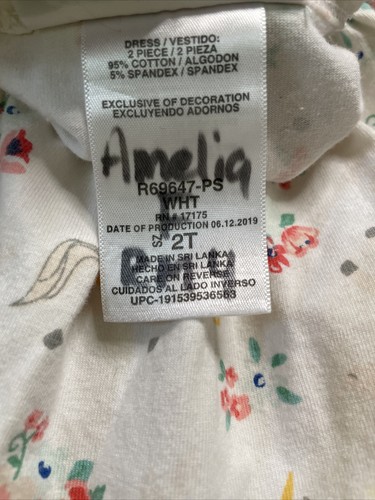 DRESS / VESTIDO:
2 PIECE / 2 PIEZA
95% COTTON / ALGODON
5% SPANDEX / SPANDEX
EXCLUSIVE OF DECORATION
EXCLUYENDO ADORNOS
Amelia
R69647-PS
WHT
RN # 17175
DATE OF PRODUCTION 06.12.2019
SZ 2T
MADE IN SRI LANKA
HECHO EN SRI LANKA
CARE ON REVERSE
CUIDADOS AL LADO INVERSO
UPC-191539536563